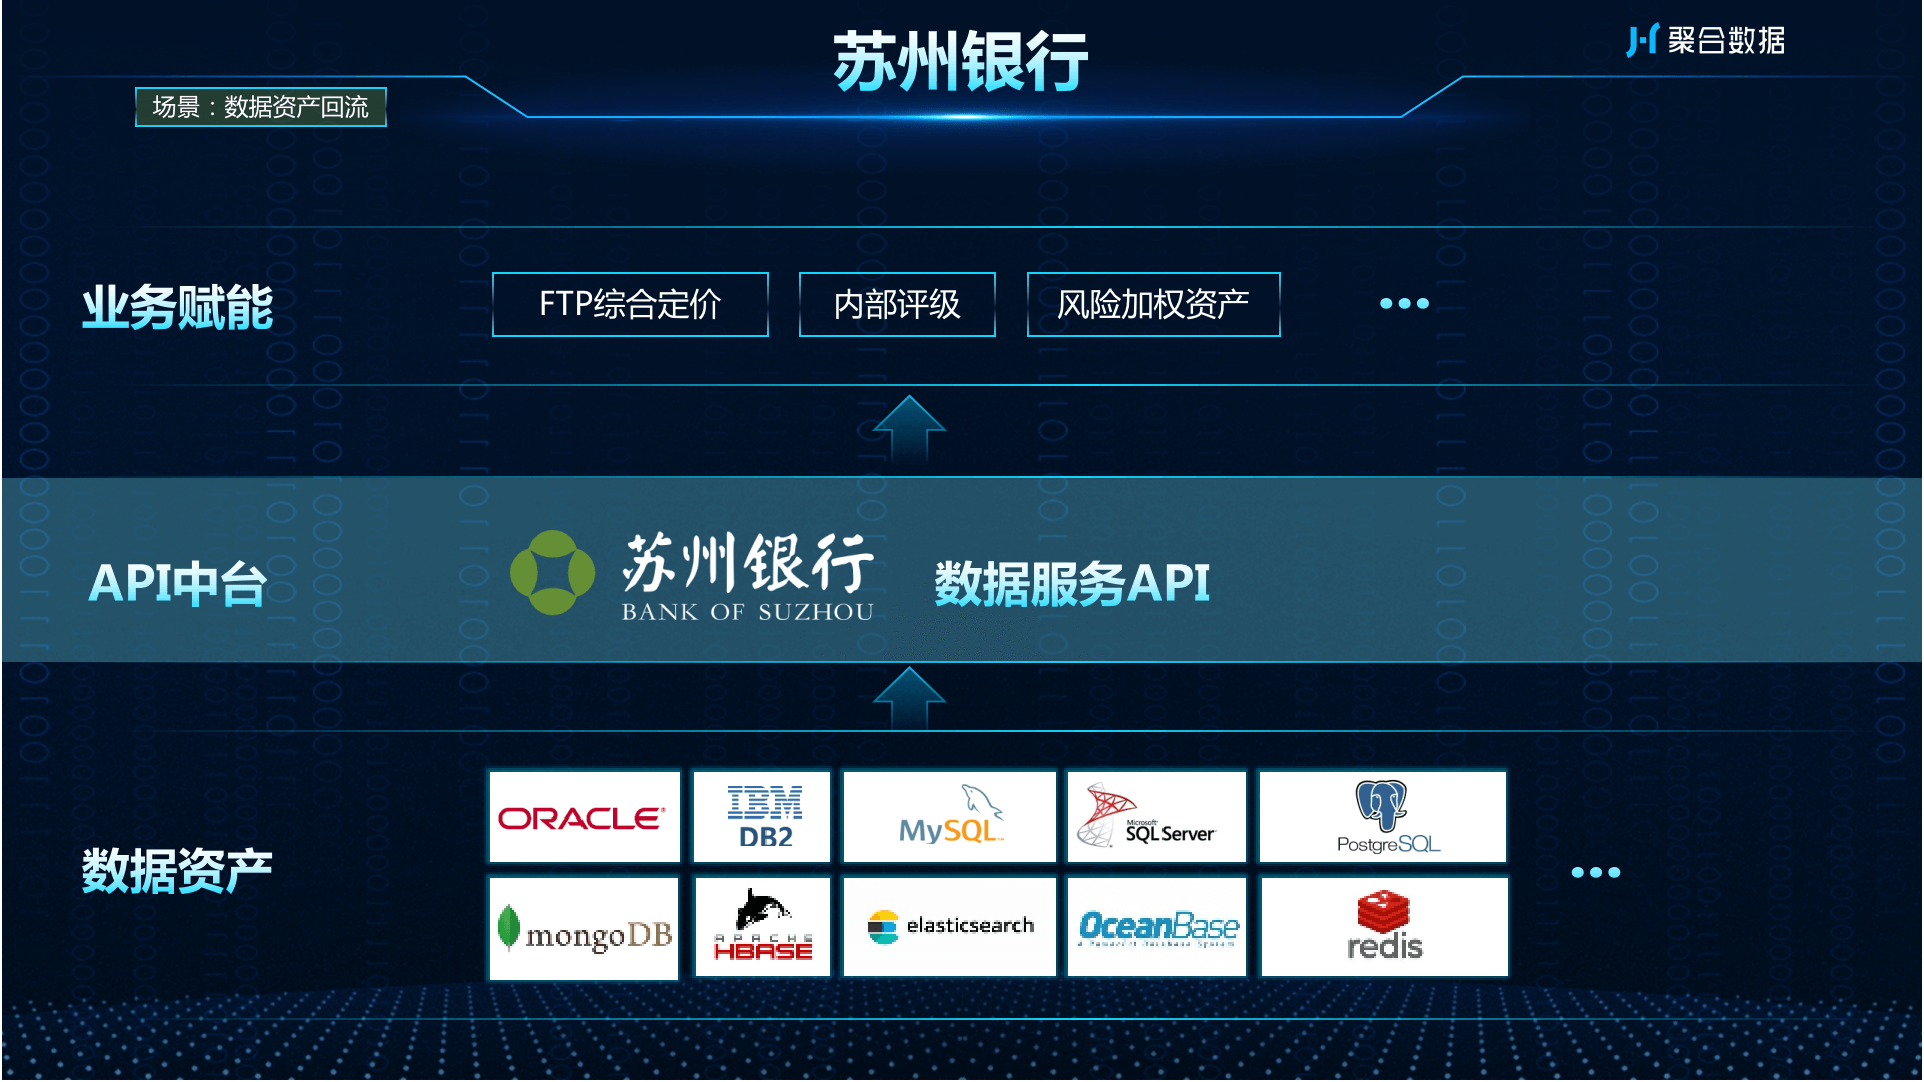 苏州银行
聚合数据
场景：数据资产回流
业务赋能
FTP综合定价
内部评级
风险加权资产
•••
API中台
苏州银行
BANK OF SUZHOU
数据服务API
数据资产
ORACLE
IBM
DB2
MySQL
Microsoft
SQL Server
PostgreSQL
•••
mongoDB
APACHE
HBASE
elasticsearch
OceanBase
A Powerful Database System
redis